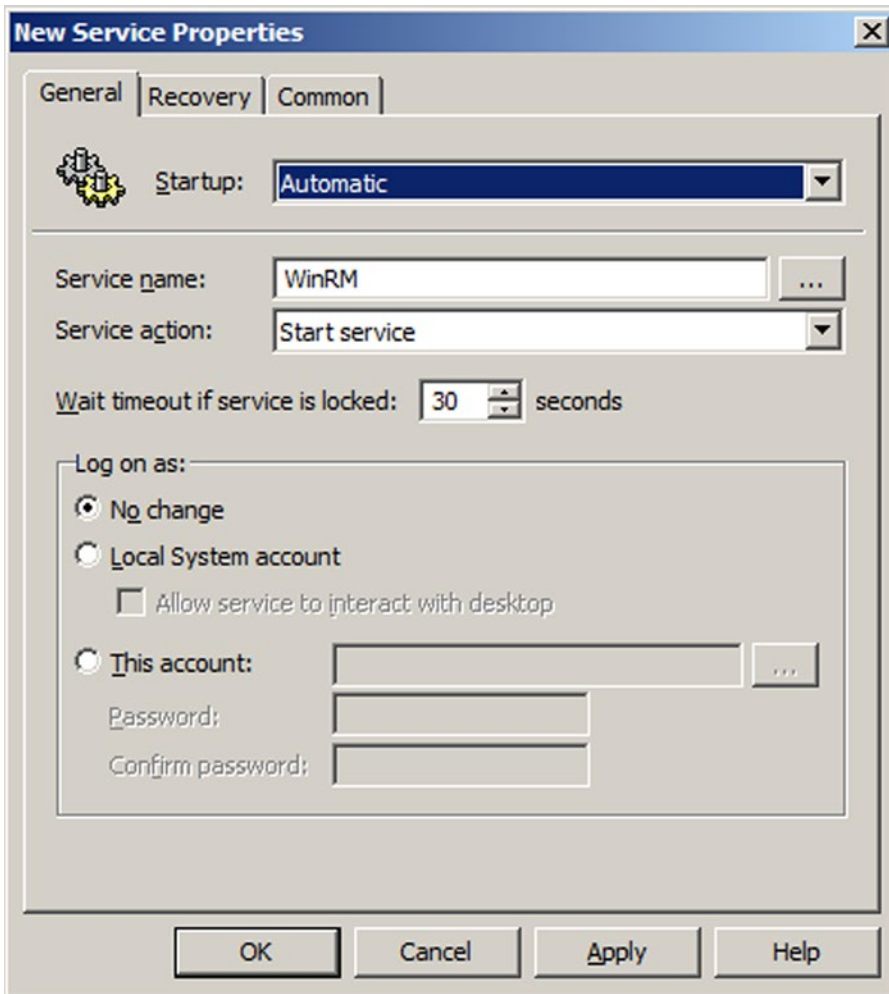 New Service Properties
General Recovery Common
Startup: Automatic
Service name: WinRM ...
Service action: Start service
Wait timeout if service is locked: 30 seconds
Log on as:
No change
Local System account
Allow service to interact with desktop
This account: ...
Password:
Confirm password:
OK Cancel Apply Help